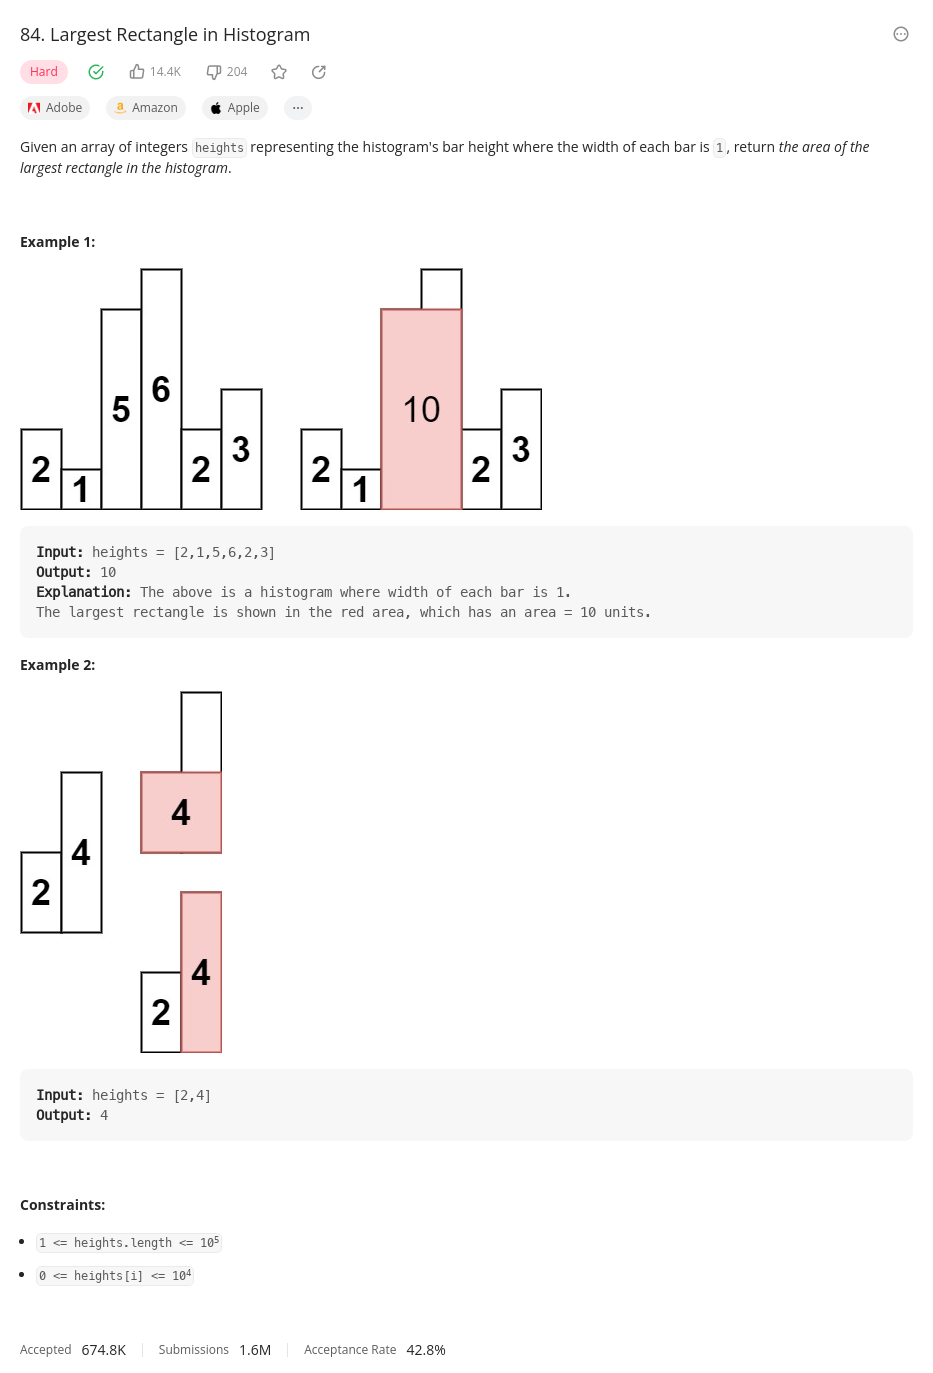 84. Largest Rectangle in Histogram
Hard 14.4K 204
Adobe Amazon Apple ...
Given an array of integers heights representing the histogram's bar height where the width of each bar is 1, return the area of the
largest rectangle in the histogram.
Example 1:
2 1 5 6 2 3 2 1 10 2 3
Input: heights = [2,1,5,6,2,3]
Output: 10
Explanation: The above is a histogram where width of each bar is 1.
The largest rectangle is shown in the red area, which has an area = 10 units.
Example 2:
2 4 4
2 4
Input: heights = [2,4]
Output: 4
Constraints:
1 <= heights.length <= 10⁵
0 <= heights[i] <= 10⁴
Accepted 674.8K Submissions 1.6M Acceptance Rate 42.8%